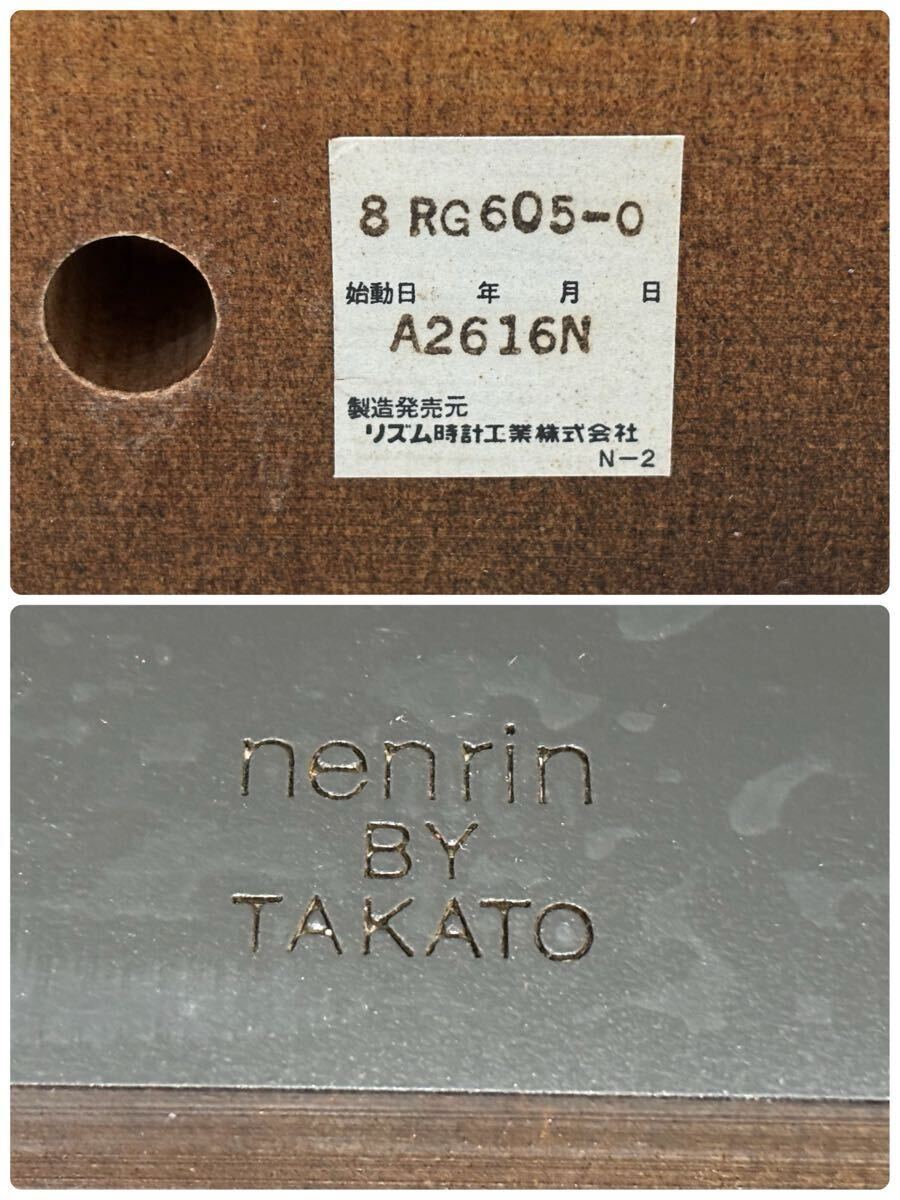 8 RG605-0
始動日 年 月 日
A2616N
製造発売元
リズム時計工業株式会社
N-2
nenrin
BY
TAKATO